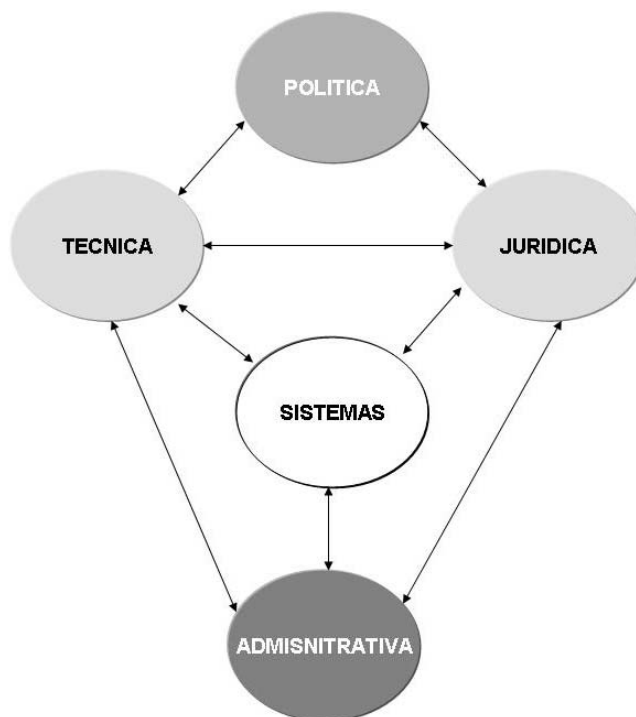 POLITICA
TECNICA
JURIDICA
SISTEMAS
ADMISNITRATIVA